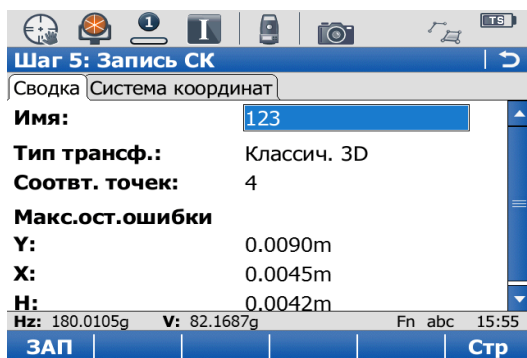 1 I TS
Шаг 5: Запись СК
Сводка Система координат
Имя: 123
Тип трансф.: Классич. 3D
Соотвт. точек: 4
Макс.ост.ошибки
Y: 0.0090m
X: 0.0045m
H: 0.0042m
Hz: 180.0105g V: 82.1687g Fn abc 15:55
ЗАП Стр